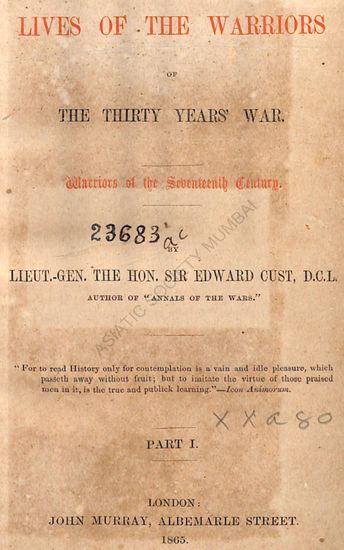 LIVES OF THE WARRIORS
OF
THE THIRTY YEARS' WAR.
Warriors of the Seventeenth Century.
23683
BY
LIEUT.-GEN. THE HON. SIR EDWARD CUST, D.C.L.
AUTHOR OF "ANNALS OF THE WARS."
ASIATIC SOCIETY MUMBAI
"For to read History only for contemplation is a vain and idle pleasure, which
passeth away without fruit; but to imitate the virtue of those praised
men in it, is the true and publick learning."—Icon Animorum.
PART I.
LONDON:
JOHN MURRAY, ALBEMARLE STREET.
1865.